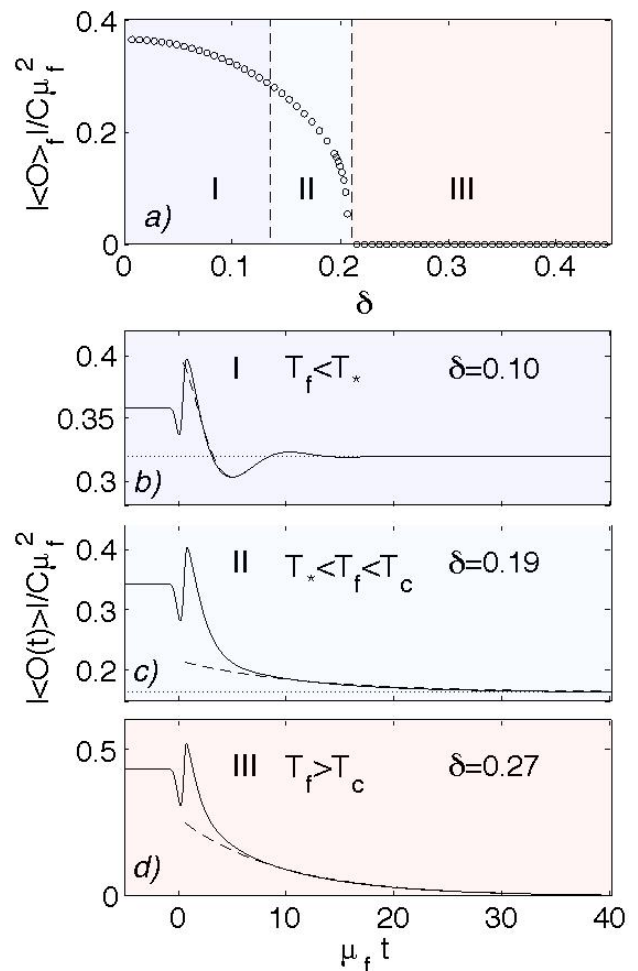 0.4
0.2
0
|<O>_f|/Cμ_f^2
I II III
a)
0 0.1 0.2 0.3 0.4
δ
0.4
0.35
0.3
I T_f<T_* δ=0.10
b)
|<O(t)>|/Cμ_f^2
0.4
0.3
0.2
II T_*<T_f<T_c δ=0.19
c)
0.5
0
III T_f>T_c δ=0.27
d)
0 10 20 30 40
μ_f t